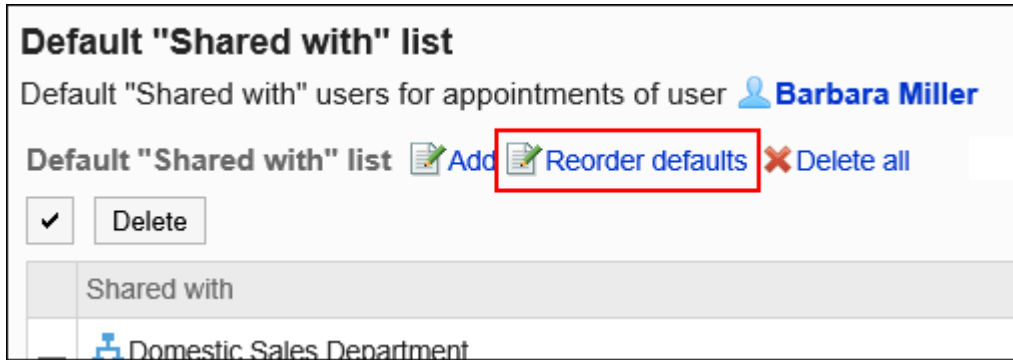 Default "Shared with" list
Default "Shared with" users for appointments of user Barbara Miller
Default "Shared with" list Add Reorder defaults Delete all
Delete
Shared with
Domestic Sales Department